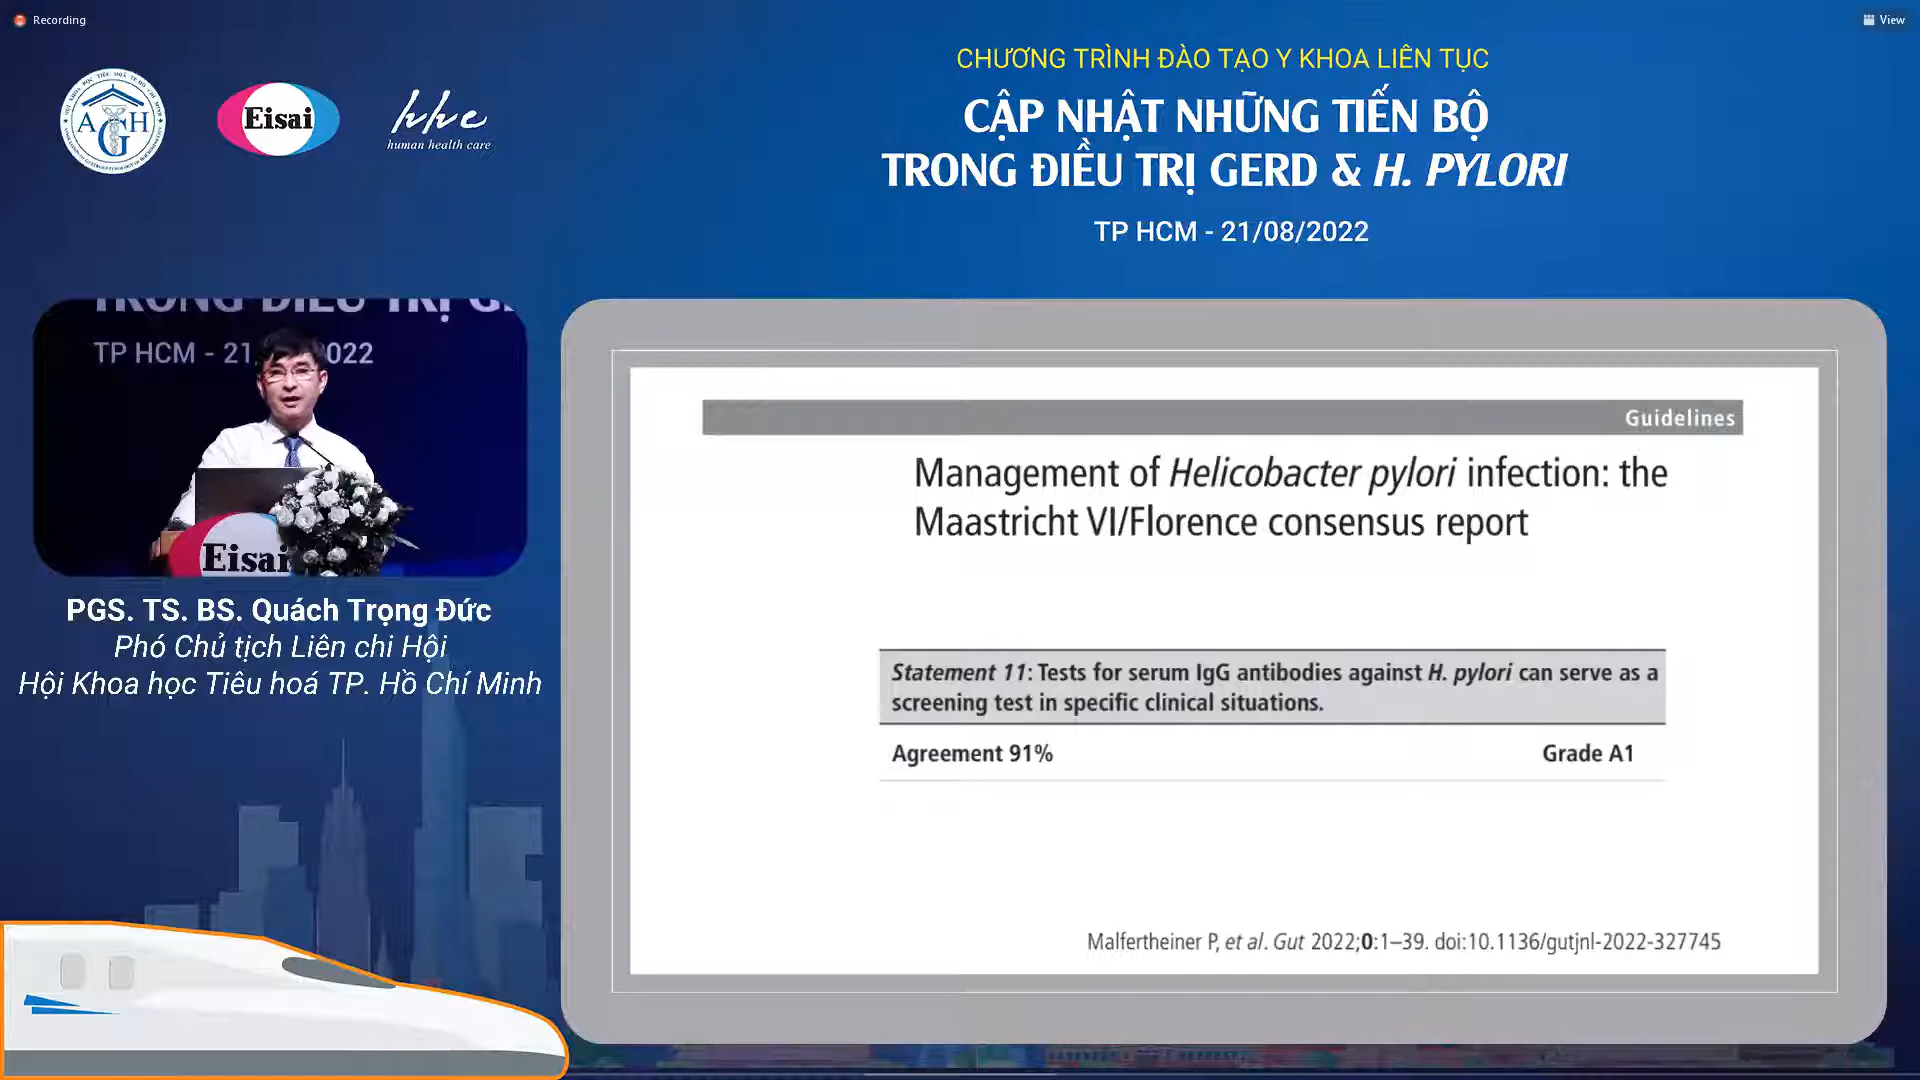 Recording
View
CHƯƠNG TRÌNH ĐÀO TẠO Y KHOA LIÊN TỤC
CẬP NHẬT NHỮNG TIẾN BỘ
TRONG ĐIỀU TRỊ GERD & H. PYLORI
TP HCM - 21/08/2022
AGH
Eisai
hhc
human health care
TP HCM - 21
022
Eisai
PGS. TS. BS. Quách Trọng Đức
Phó Chủ tịch Liên chi Hội
Hội Khoa học Tiêu hoá TP. Hồ Chí Minh
Guidelines
Management of Helicobacter pylori infection: the
Maastricht VI/Florence consensus report
Statement 11: Tests for serum IgG antibodies against H. pylori can serve as a
screening test in specific clinical situations.
Agreement 91% Grade A1
Malfertheiner P, et al. Gut 2022;0:1–39. doi:10.1136/gutjnl-2022-327745